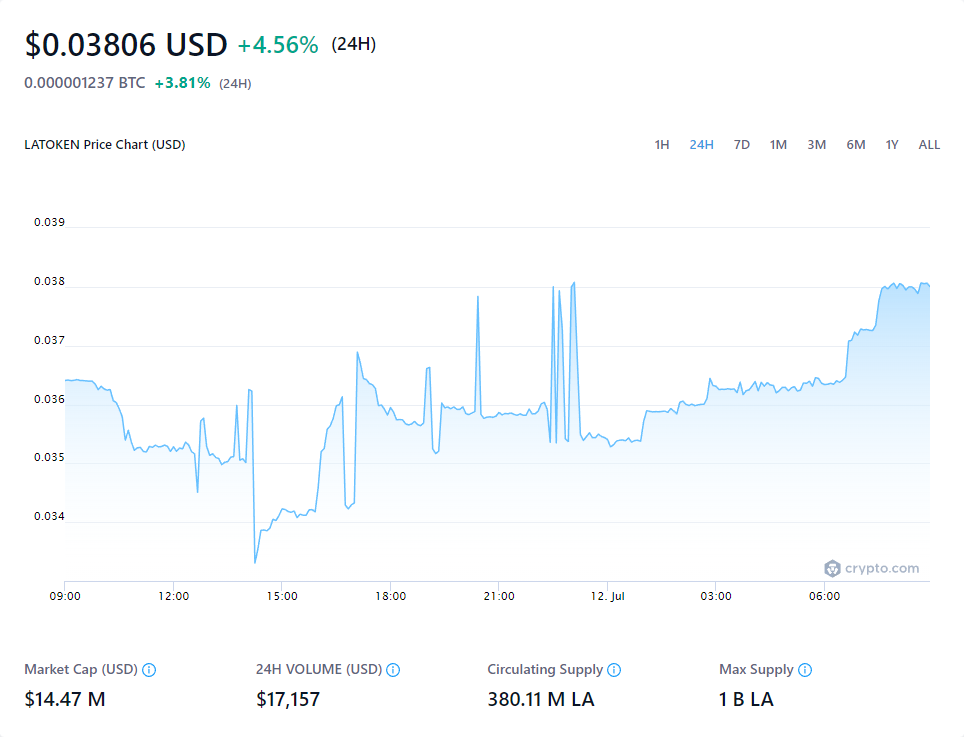 $0.03806 USD +4.56% (24H)
0.000001237 BTC +3.81% (24H)
LATOKEN Price Chart (USD)
1H 24H 7D 1M 3M 6M 1Y ALL
0.039
0.038
0.037
0.036
0.035
0.034
crypto.com
09:00 12:00 15:00 18:00 21:00 12. Jul 03:00 06:00
Market Cap (USD) 24H VOLUME (USD) Circulating Supply Max Supply
$14.47 M $17,157 380.11 M LA 1 B LA